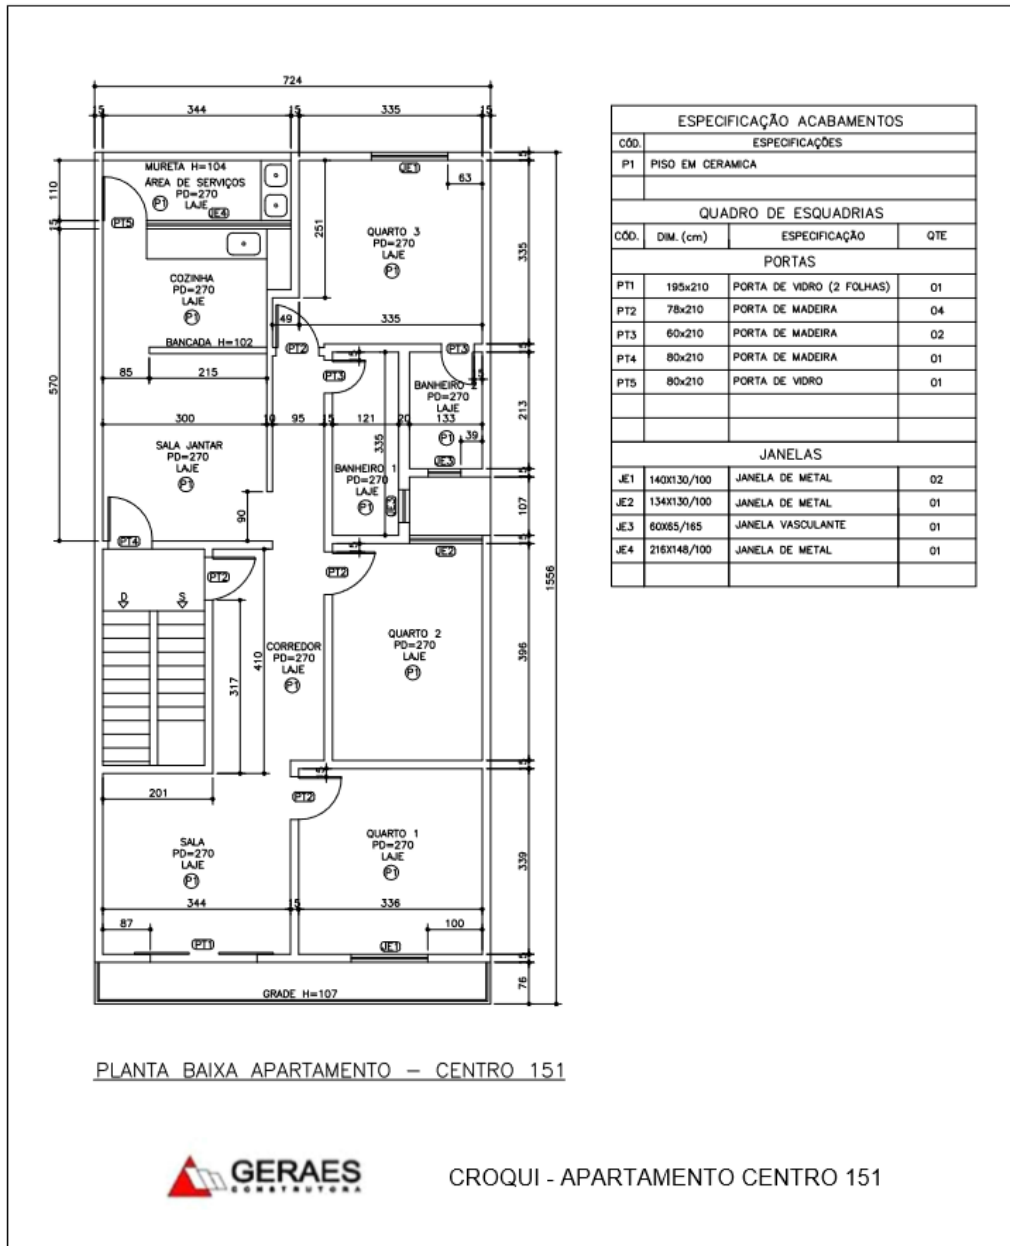 724
15 344 15 335 15
MURETA H=104
ÁREA DE SERVIÇOS
PD=270
LAJE
P1
JE4
PT5
110
15
570
JE1
63
251
QUARTO 3
PD=270
LAJE
P1
15
335
COZINHA
PD=270
LAJE
P1
BANCADA H=102
85 215
49 335
PT2
PT3
PT3
15
15
15
300 10 95 15 121 20 133
SALA JANTAR
PD=270
LAJE
P1
BANHEIRO 2
PD=270
LAJE
P1
39
JE3
213
335
BANHEIRO 1
PD=270
LAJE
P1
JE3
15
107
90
PT4
PT2
PT2
15
JE2
15
1556
D S
CORREDOR
PD=270
LAJE
P1
410
317
QUARTO 2
PD=270
LAJE
P1
396
15
15
201
PT2
SALA
PD=270
LAJE
P1
QUARTO 1
PD=270
LAJE
P1
339
344 15 336
87 100
PT1
JE1
15
76
GRADE H=107
ESPECIFICAÇÃO ACABAMENTOS
CÓD. ESPECIFICAÇÕES
P1 PISO EM CERAMICA
QUADRO DE ESQUADRIAS
CÓD. DIM. (cm) ESPECIFICAÇÃO QTE
PORTAS
PT1 195x210 PORTA DE VIDRO (2 FOLHAS) 01
PT2 78x210 PORTA DE MADEIRA 04
PT3 60x210 PORTA DE MADEIRA 02
PT4 80x210 PORTA DE MADEIRA 01
PT5 80x210 PORTA DE VIDRO 01
JANELAS
JE1 140X130/100 JANELA DE METAL 02
JE2 134X130/100 JANELA DE METAL 01
JE3 60X65/165 JANELA VASCULANTE 01
JE4 216X148/100 JANELA DE METAL 01
PLANTA BAIXA APARTAMENTO - CENTRO 151
GERAES
CONSTRUTORA
CROQUI - APARTAMENTO CENTRO 151